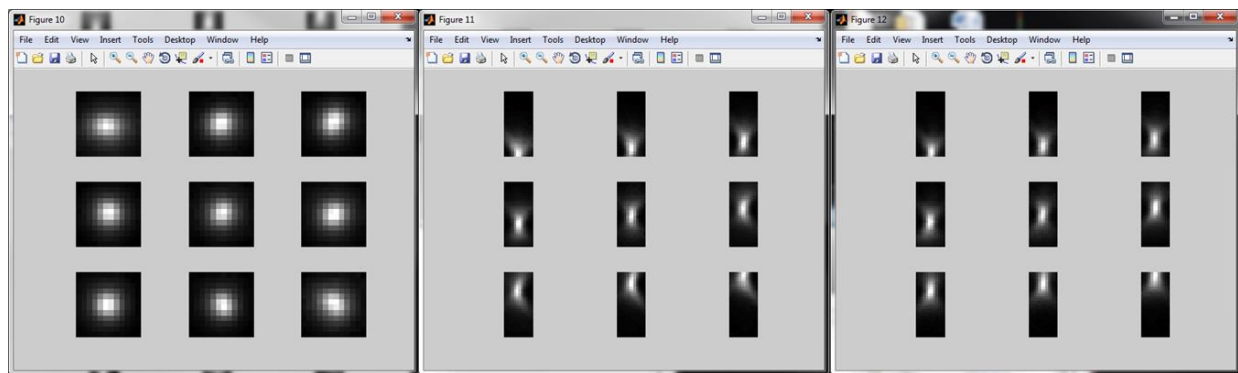 Figure 10
File Edit View Insert Tools Desktop Window Help
Figure 11
File Edit View Insert Tools Desktop Window Help
Figure 12
File Edit View Insert Tools Desktop Window Help